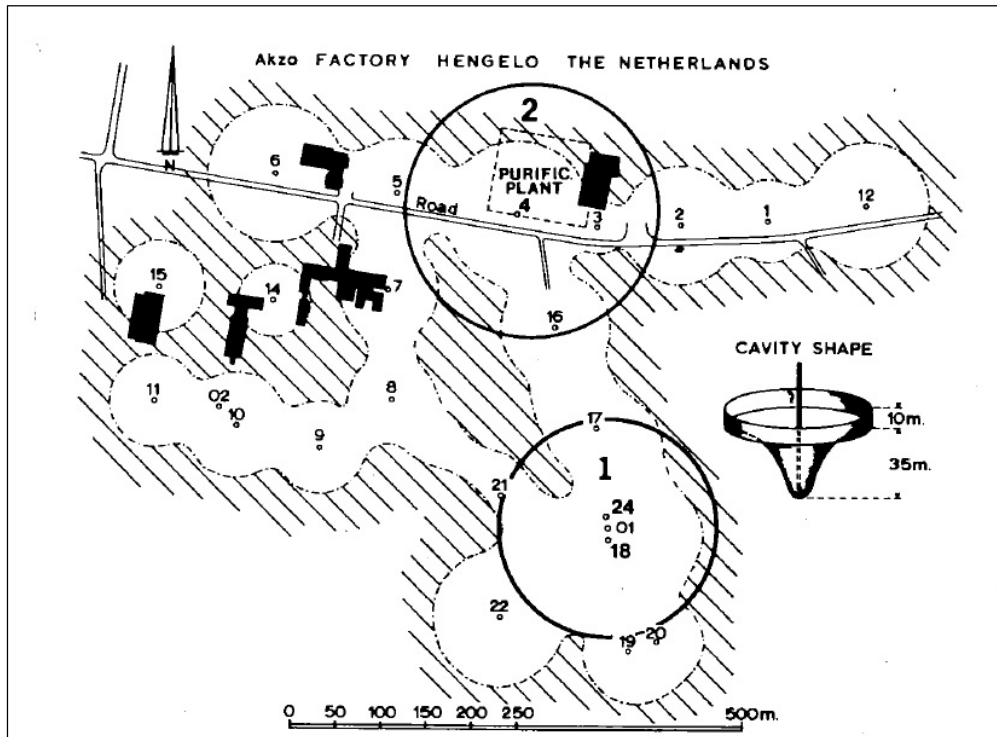 Akzo FACTORY HENGELO THE NETHERLANDS
2
N
6
5
PURIFIC.
PLANT
4
3
2
1
12
Road
15
14
7
16
11
02
10
9
8
17
1
21
24
01
18
22
19
20
CAVITY SHAPE
10m.
35m.
0 50 100 150 200 250 500m.